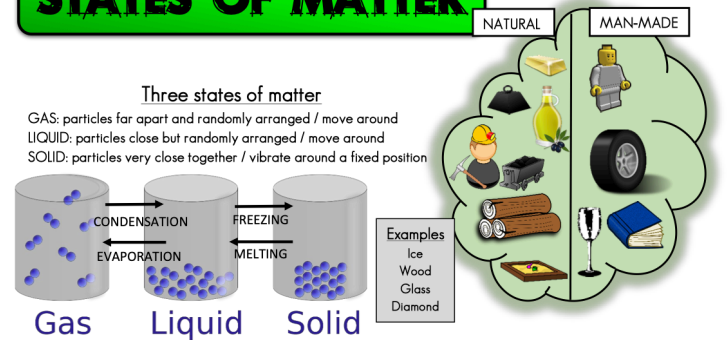 STATES OF MATTER
NATURAL
MAN-MADE
Three states of matter
GAS: particles far apart and randomly arranged / move around
LIQUID: particles close but randomly arranged / move around
SOLID: particles very close together / vibrate around a fixed position
CONDENSATION
FREEZING
EVAPORATION
MELTING
Gas
Liquid
Solid
Examples
Ice
Wood
Glass
Diamond